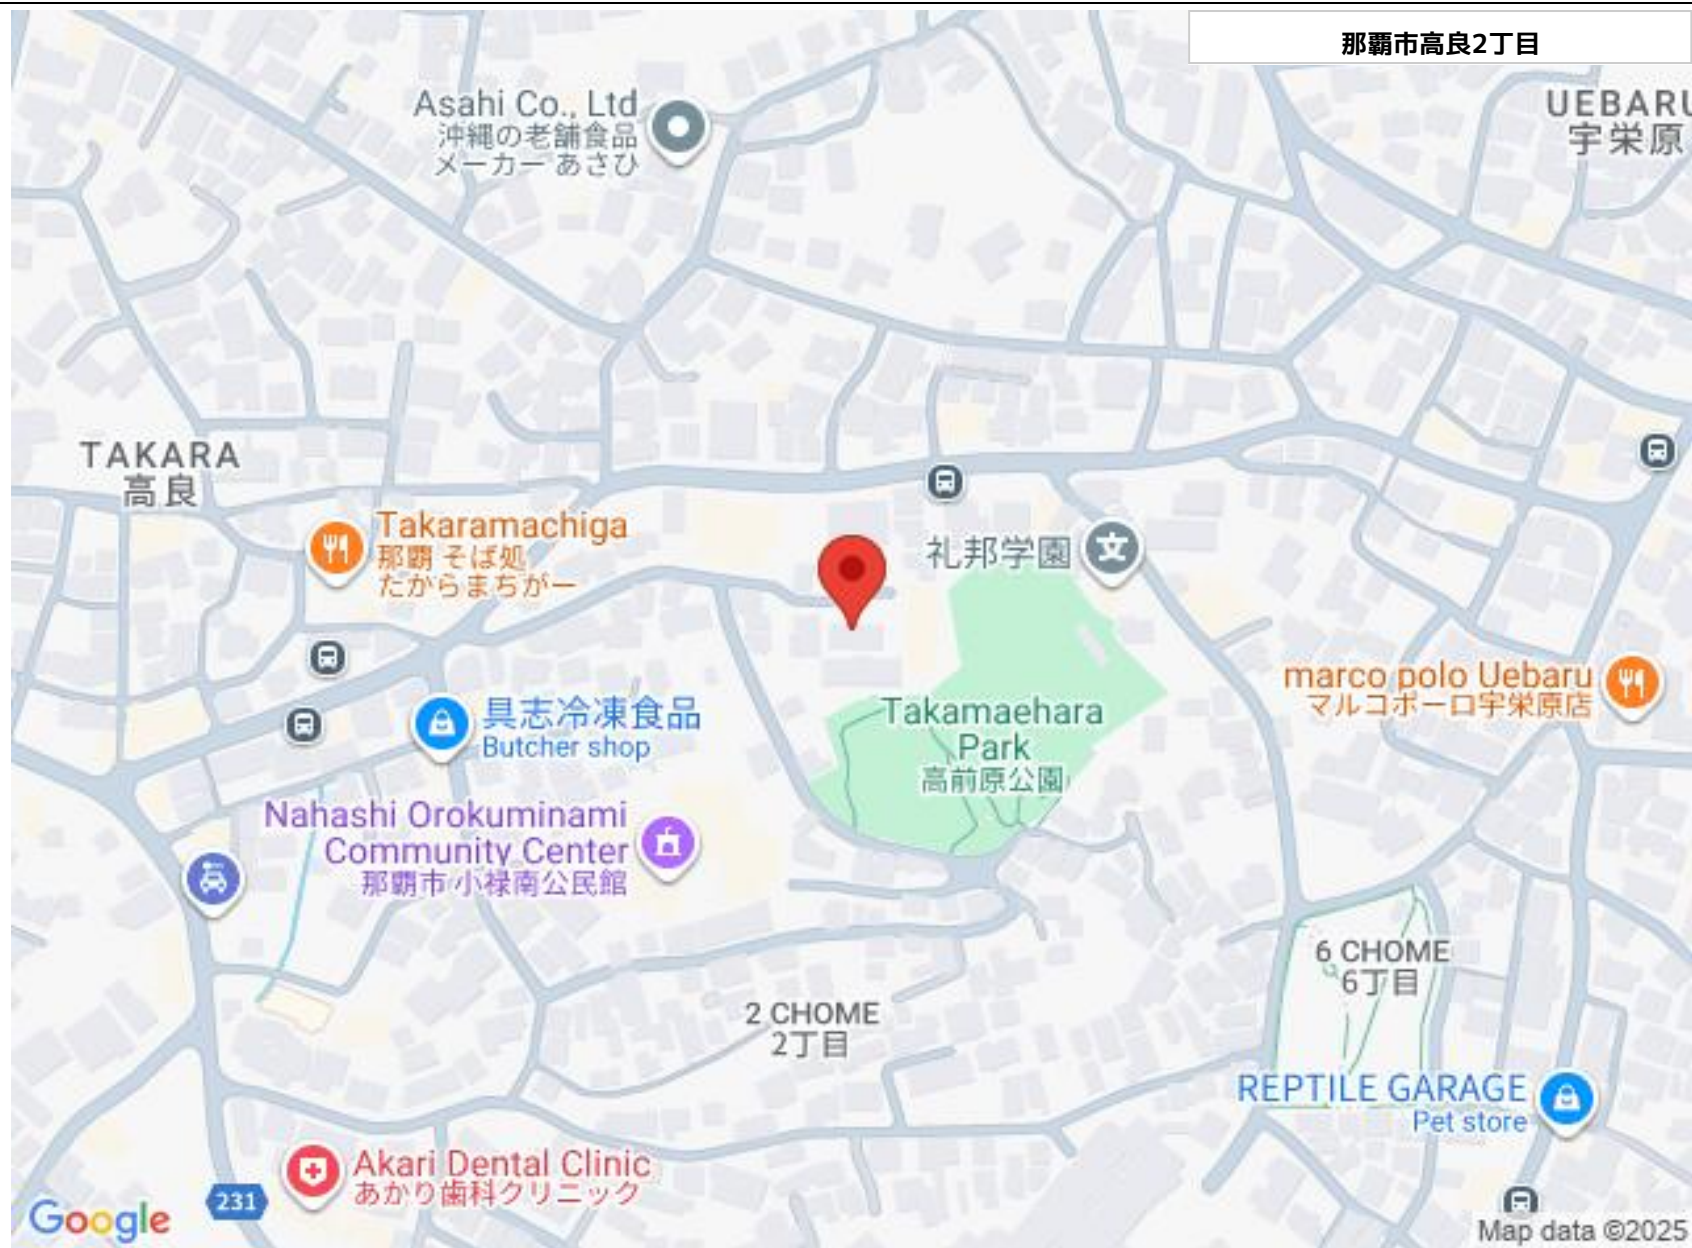 那覇市高良2丁目
Asahi Co., Ltd
沖縄の老舗食品
メーカー あさひ
UEBARU
宇栄原
TAKARA
高良
Takaramachiga
那覇 そば処
たからまちがー
礼邦学園
文
marco polo Uebaru
マルコポーロ宇栄原店
具志冷凍食品
Butcher shop
Takamaehara
Park
高前原公園
Nahashi Orokuminami
Community Center
那覇市 小禄南公民館
6 CHOME
6丁目
2 CHOME
2丁目
REPTILE GARAGE
Pet store
Akari Dental Clinic
あかり歯科クリニック
231
Google
Map data ©2025